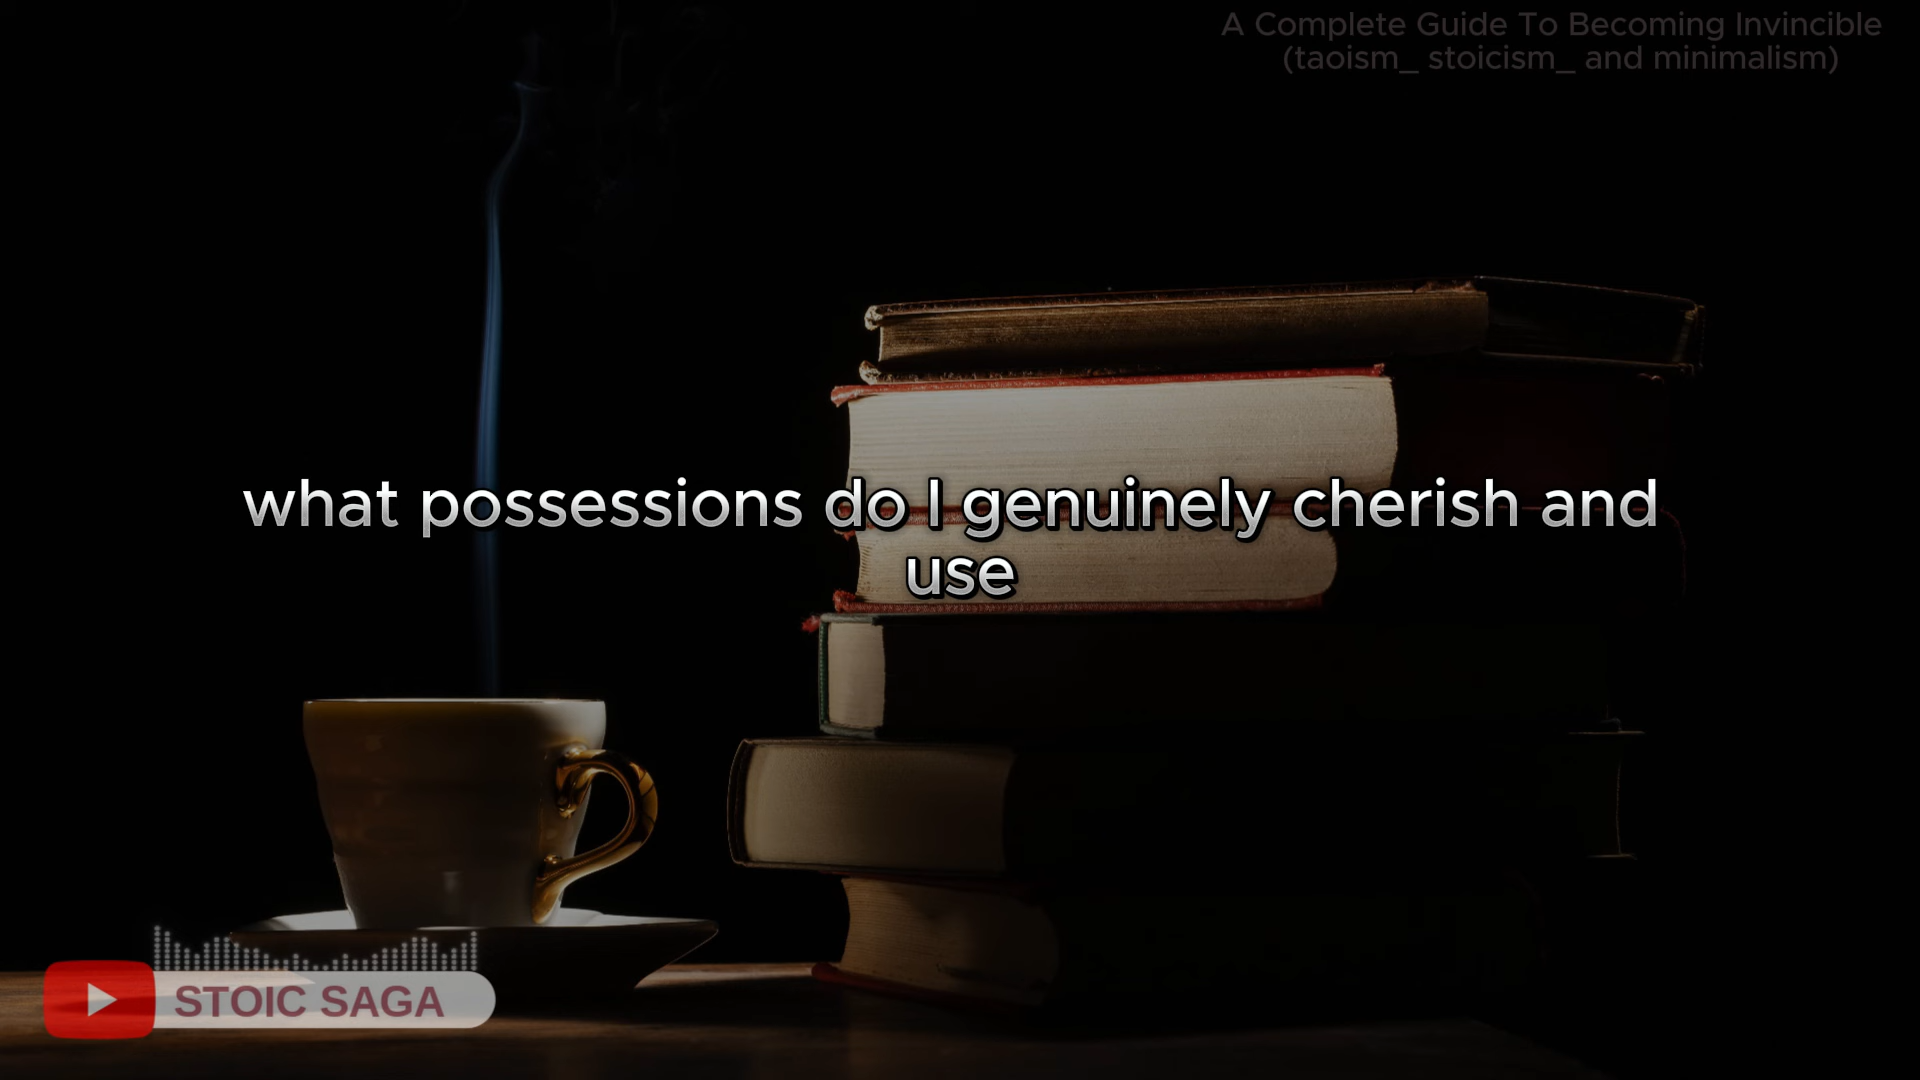 A Complete Guide To Becoming Invincible
(taoism_ stoicism_ and minimalism)
what possessions do I genuinely cherish and
use
STOIC SAGA